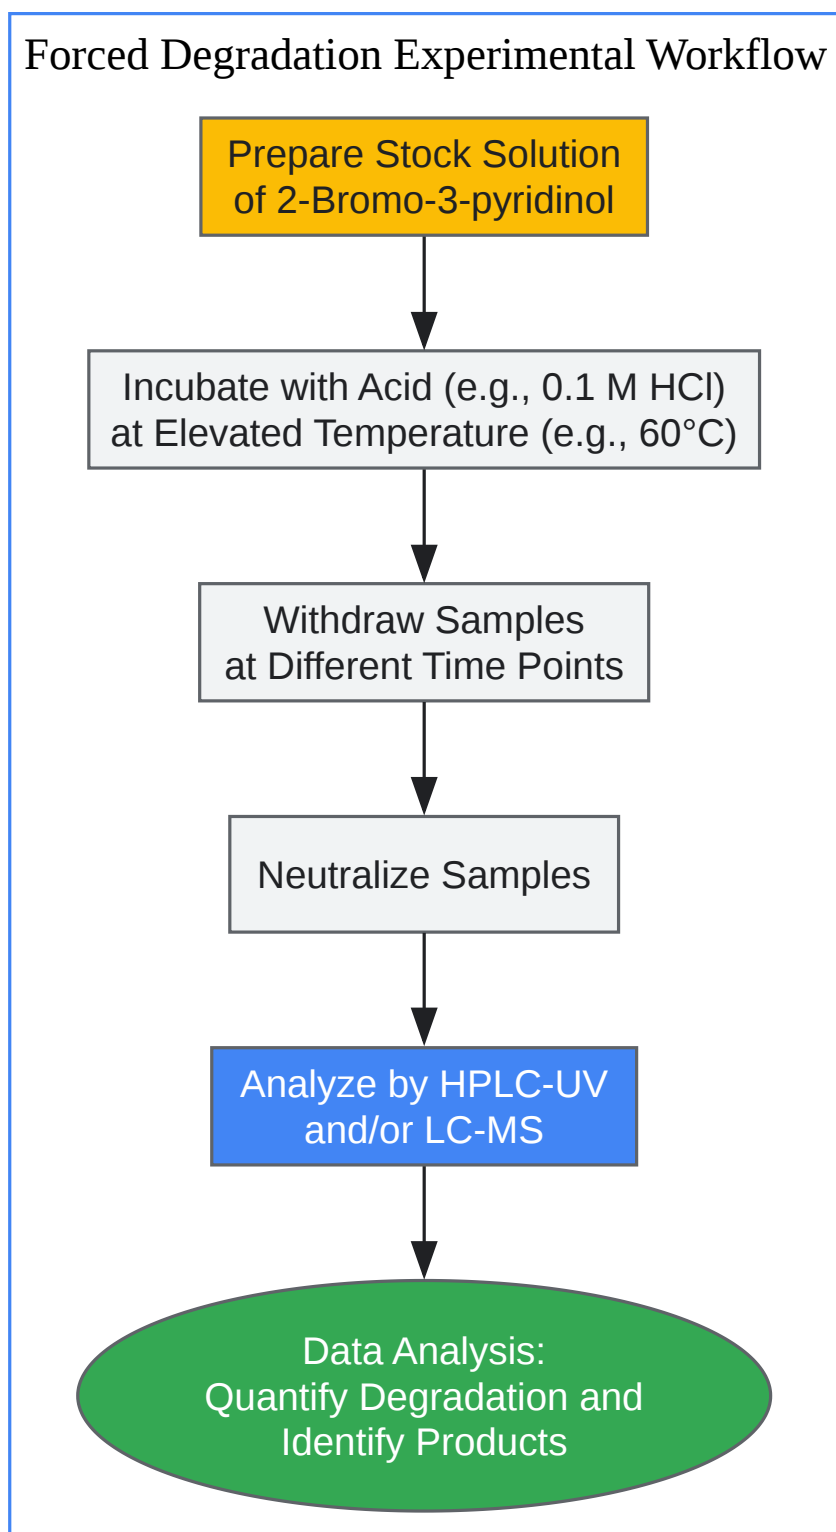 Forced Degradation Experimental Workflow
Prepare Stock Solution
of 2-Bromo-3-pyridinol
Incubate with Acid (e.g., 0.1 M HCl)
at Elevated Temperature (e.g., 60°C)
Withdraw Samples
at Different Time Points
Neutralize Samples
Analyze by HPLC-UV
and/or LC-MS
Data Analysis:
Quantify Degradation and
Identify Products